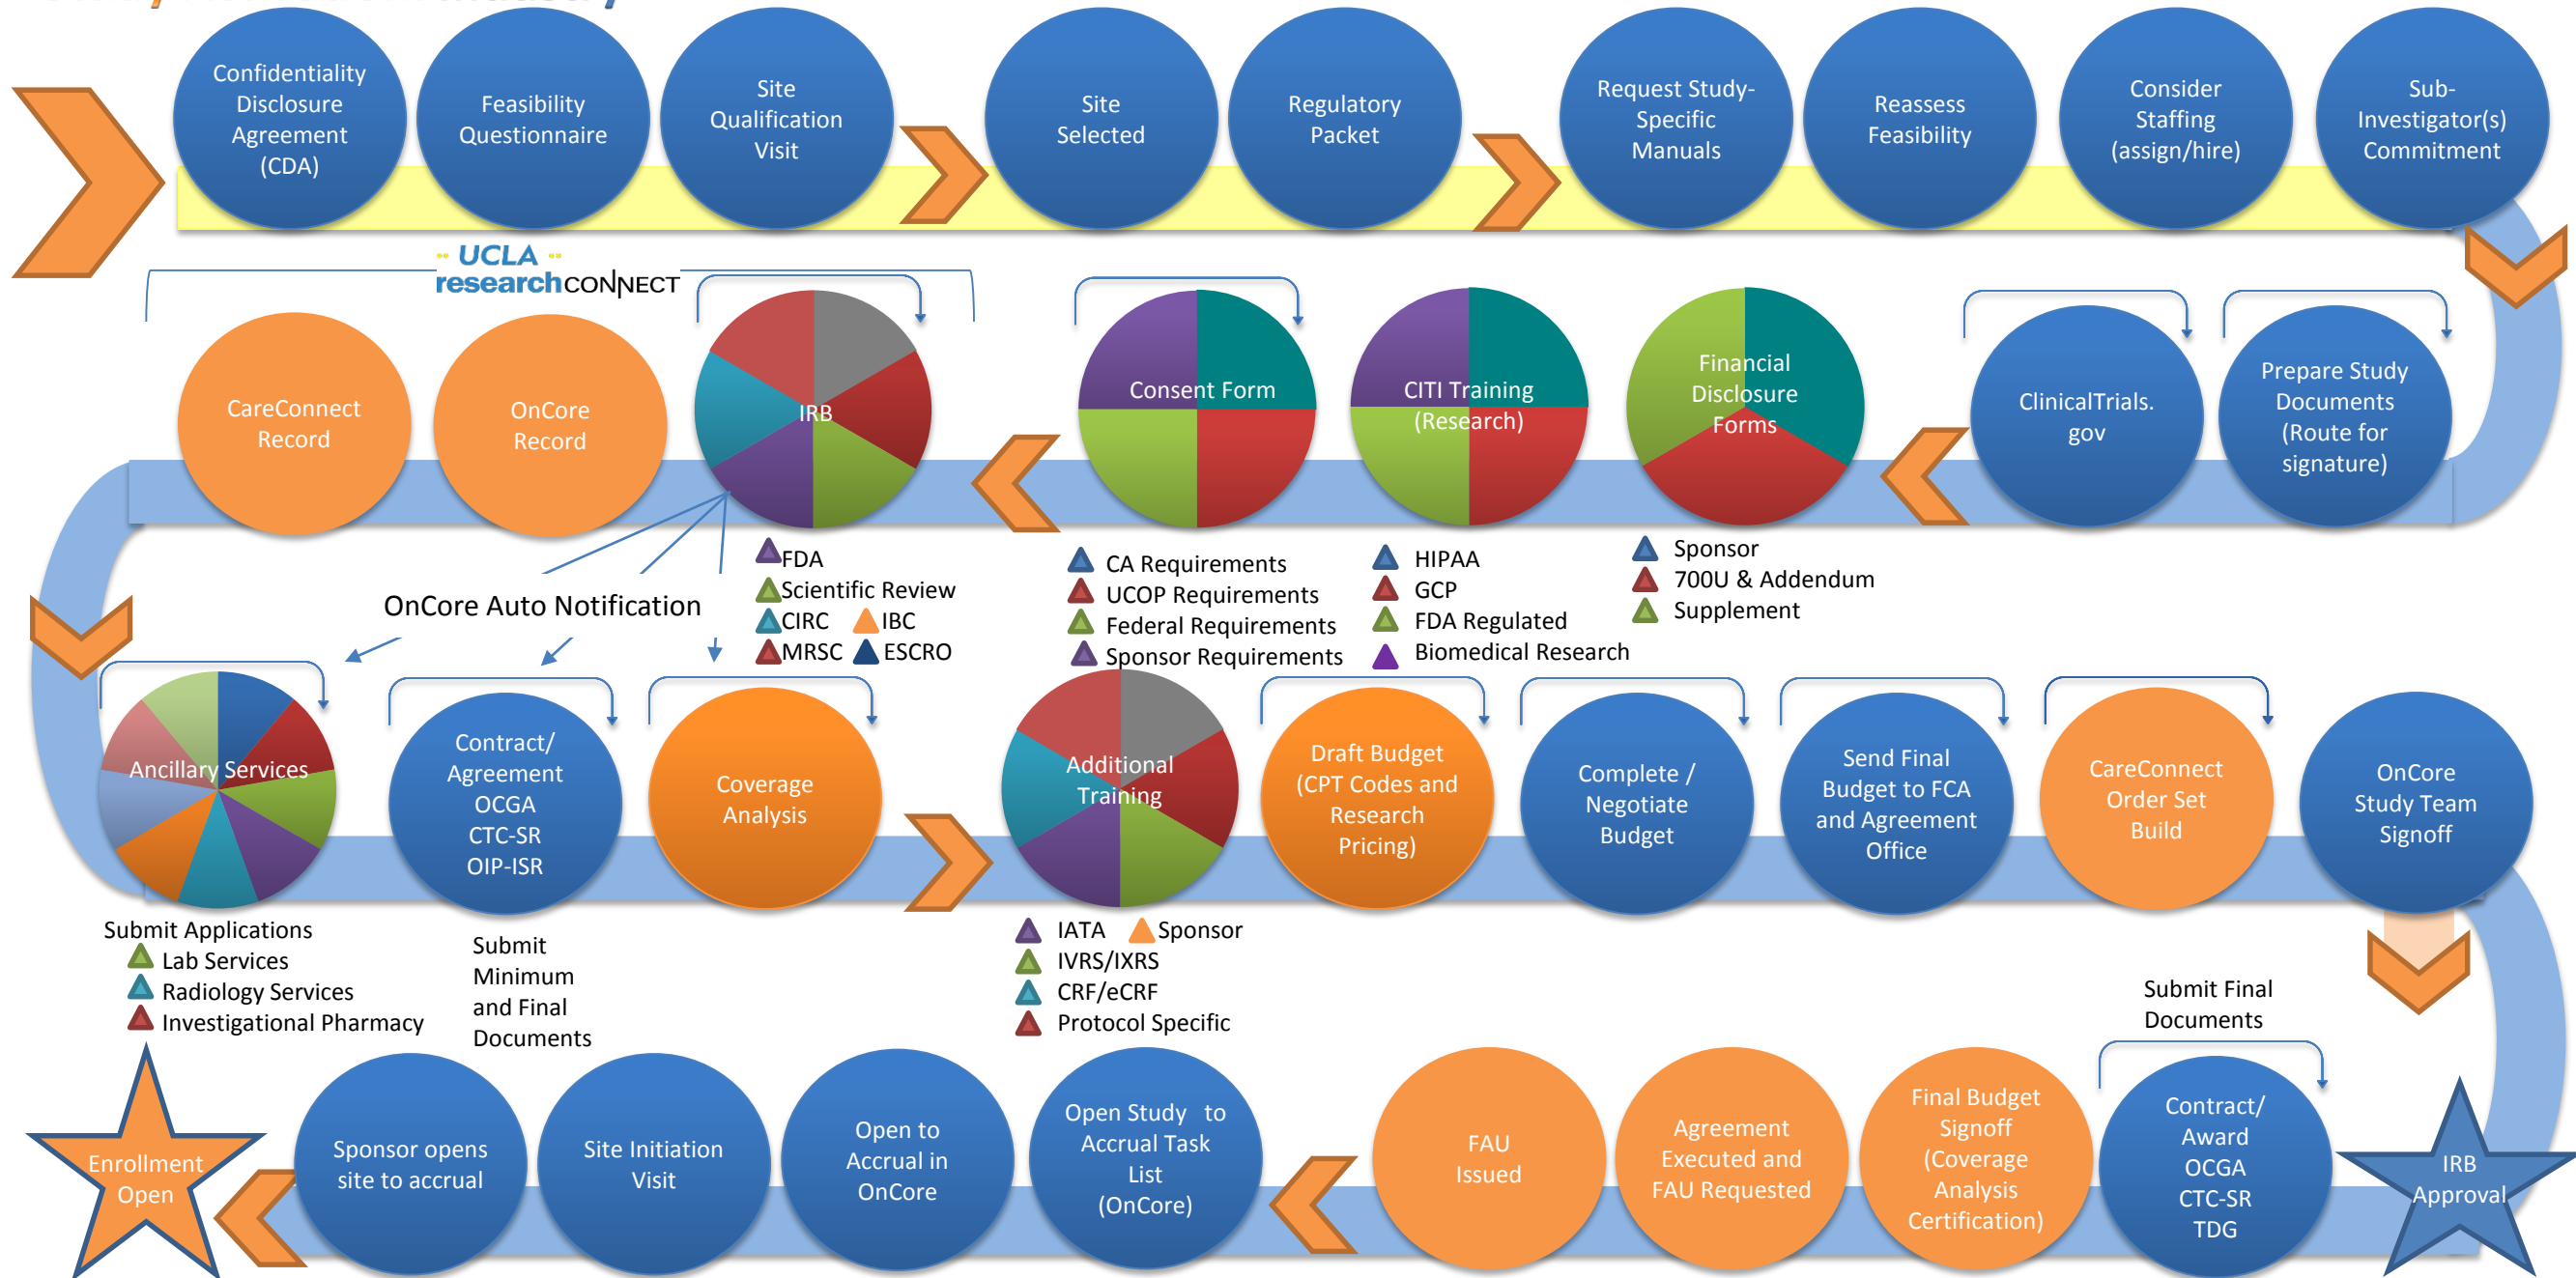 Confidentiality
Disclosure
Agreement
(CDA)
Feasibility
Questionnaire
Site
Qualification
Visit
Site
Selected
Regulatory
Packet
Request Study-
Specific
Manuals
Reassess
Feasibility
Consider
Staffing
(assign/hire)
Sub-
Investigator(s)
Commitment
UCLA
researchCONNECT
CareConnect
Record
OnCore
Record
IRB
Consent Form
CITI Training
(Research)
Financial
Disclosure
Forms
ClinicalTrials.
gov
Prepare Study
Documents
(Route for
signature)
OnCore Auto Notification
FDA
Scientific Review
CIRC IBC
MRSC ESCRO
CA Requirements
UCOP Requirements
Federal Requirements
Sponsor Requirements
HIPAA
GCP
FDA Regulated
Biomedical Research
Sponsor
700U & Addendum
Supplement
Ancillary Services
Contract/
Agreement
OCGA
CTC-SR
OIP-ISR
Coverage
Analysis
Additional
Training
Draft Budget
(CPT Codes and
Research
Pricing)
Complete /
Negotiate
Budget
Send Final
Budget to FCA
and Agreement
Office
CareConnect
Order Set
Build
OnCore
Study Team
Signoff
Submit Applications
Lab Services
Radiology Services
Investigational Pharmacy
Submit
Minimum
and Final
Documents
IATA Sponsor
IVRS/IXRS
CRF/eCRF
Protocol Specific
Submit Final
Documents
Enrollment
Open
Sponsor opens
site to accrual
Site Initiation
Visit
Open to
Accrual in
OnCore
Open Study to
Accrual Task
List
(OnCore)
FAU
Issued
Agreement
Executed and
FAU Requested
Final Budget
Signoff
(Coverage
Analysis
Certification)
Contract/
Award
OCGA
CTC-SR
TDG
IRB
Approval